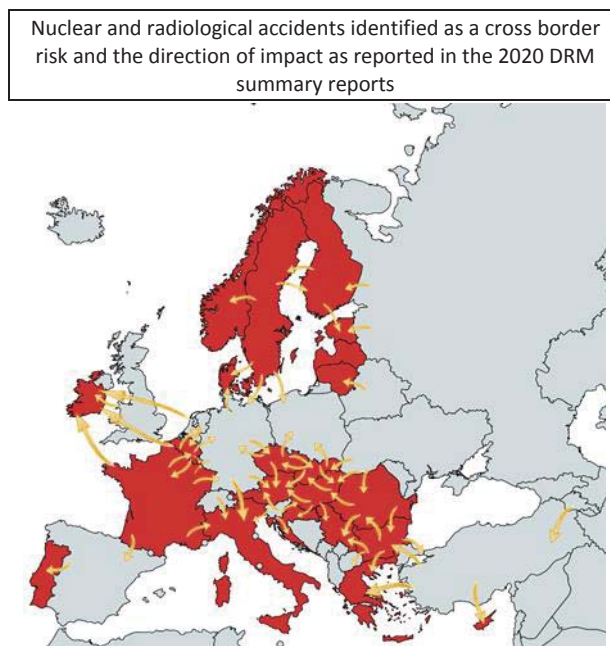 Nuclear and radiological accidents identified as a cross border
risk and the direction of impact as reported in the 2020 DRM
summary reports